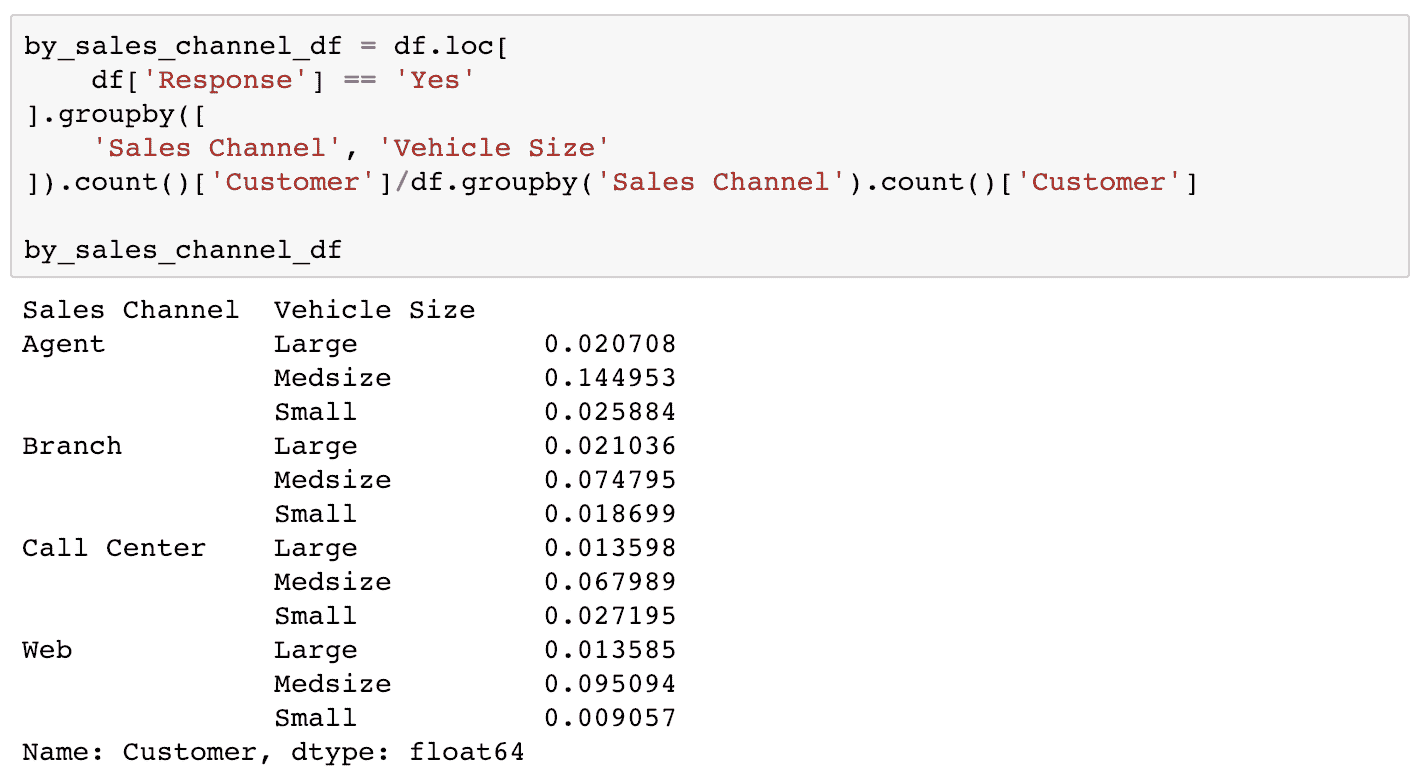 by_sales_channel_df = df.loc[
    df['Response'] == 'Yes'
].groupby([
    'Sales Channel', 'Vehicle Size'
]).count()['Customer']/df.groupby('Sales Channel').count()['Customer']
by_sales_channel_df
Sales Channel  Vehicle Size
Agent          Large           0.020708
               Medsize         0.144953
               Small           0.025884
Branch         Large           0.021036
               Medsize         0.074795
               Small           0.018699
Call Center    Large           0.013598
               Medsize         0.067989
               Small           0.027195
Web            Large           0.013585
               Medsize         0.095094
               Small           0.009057
Name: Customer, dtype: float64